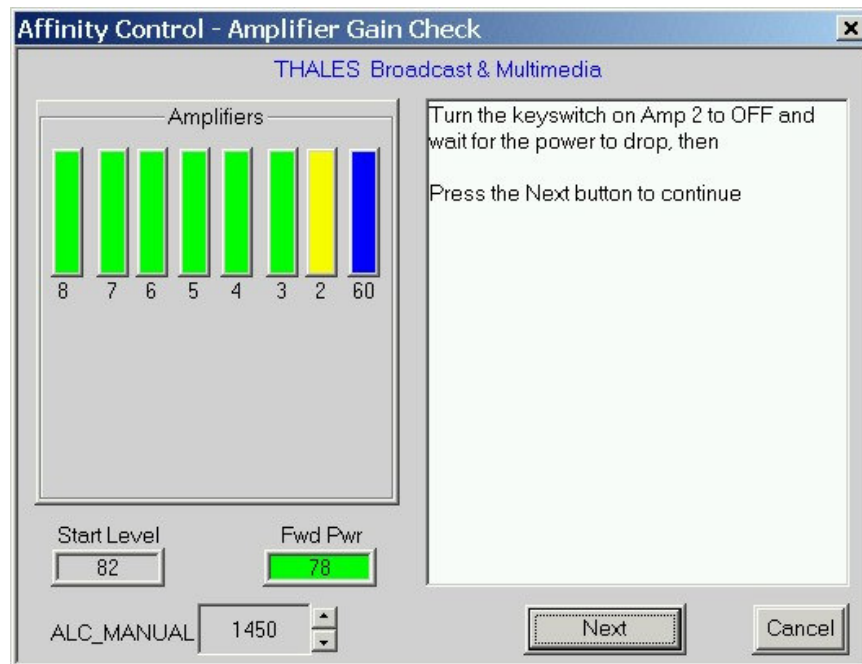 Affinity Control - Amplifier Gain Check
THALES Broadcast & Multimedia
Amplifiers
8 7 6 5 4 3 2 60
Turn the keyswitch on Amp 2 to OFF and
wait for the power to drop, then
Press the Next button to continue
Start Level Fwd Pwr
82 78
ALC_MANUAL 1450
Next Cancel